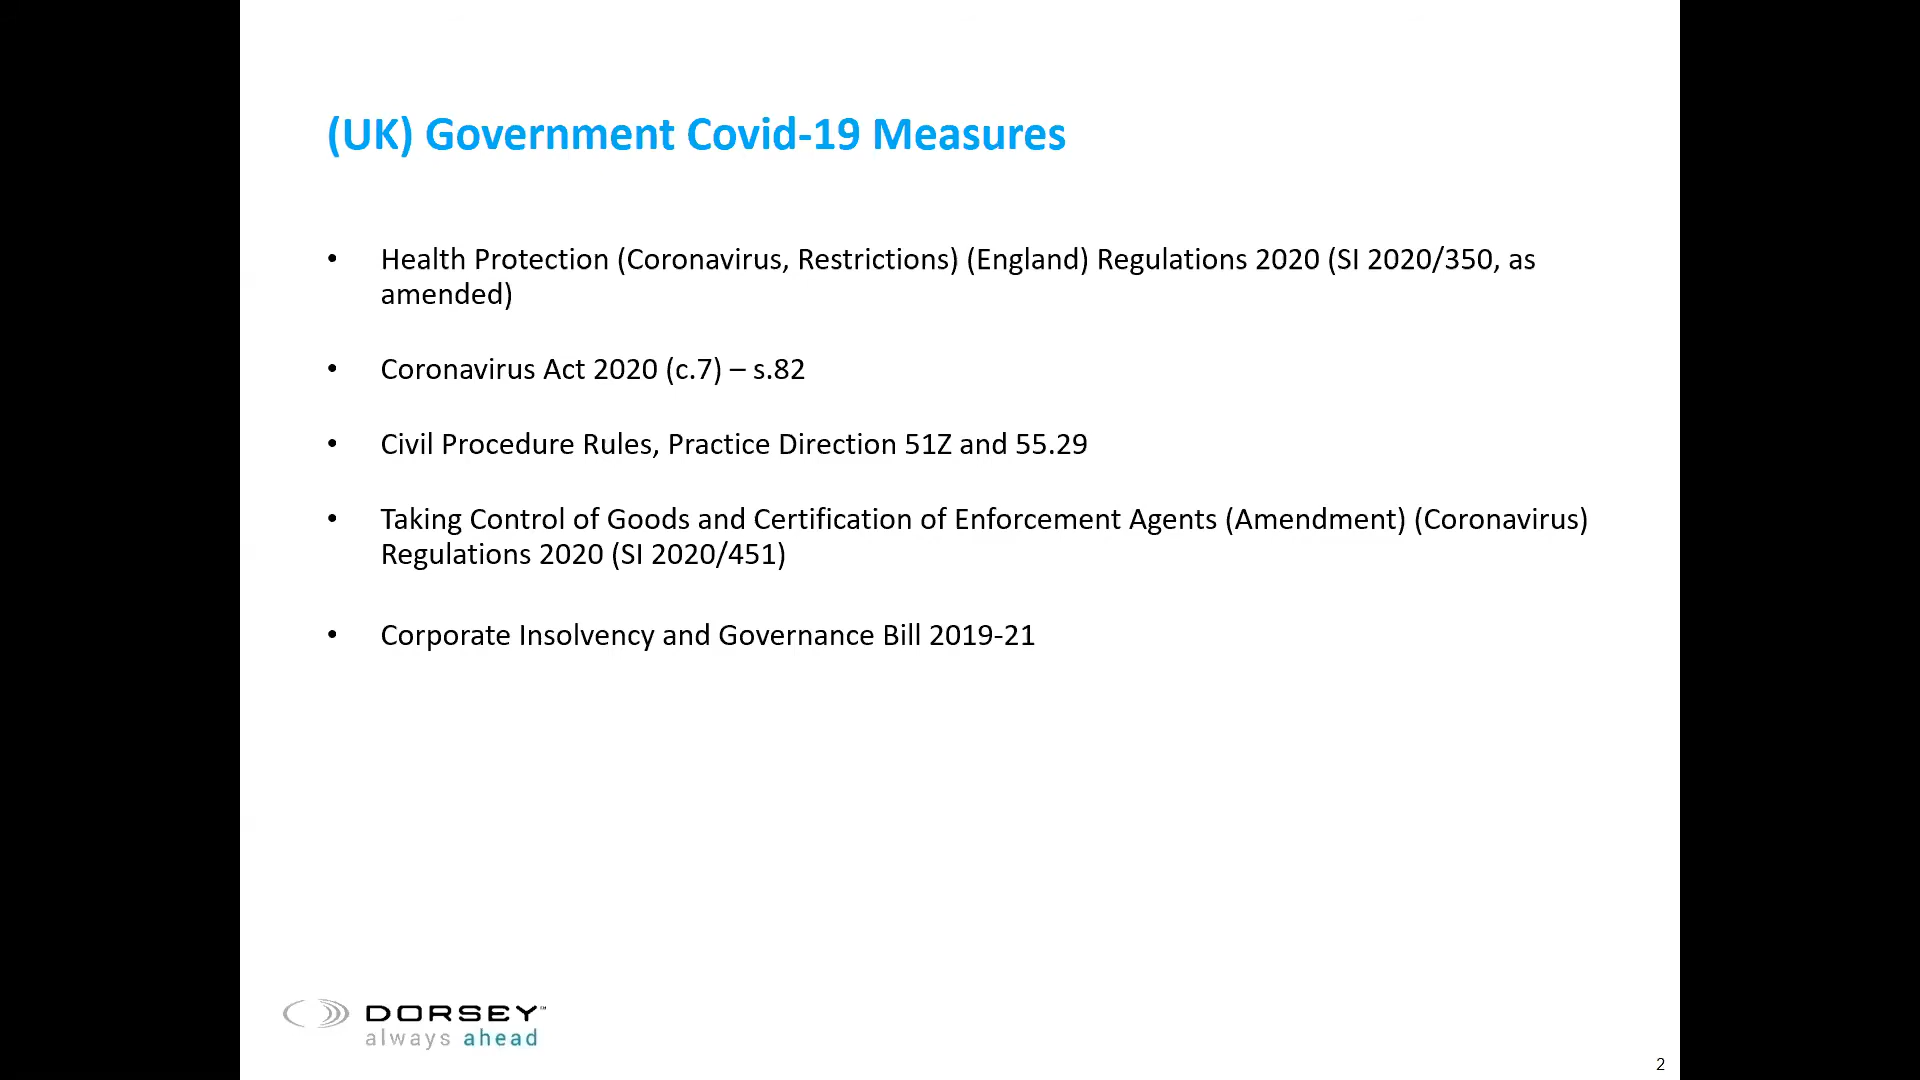 (UK) Government Covid-19 Measures
• Health Protection (Coronavirus, Restrictions) (England) Regulations 2020 (SI 2020/350, as
amended)
• Coronavirus Act 2020 (c.7) – s.82
• Civil Procedure Rules, Practice Direction 51Z and 55.29
• Taking Control of Goods and Certification of Enforcement Agents (Amendment) (Coronavirus)
Regulations 2020 (SI 2020/451)
• Corporate Insolvency and Governance Bill 2019-21
DORSEY™
always ahead
2